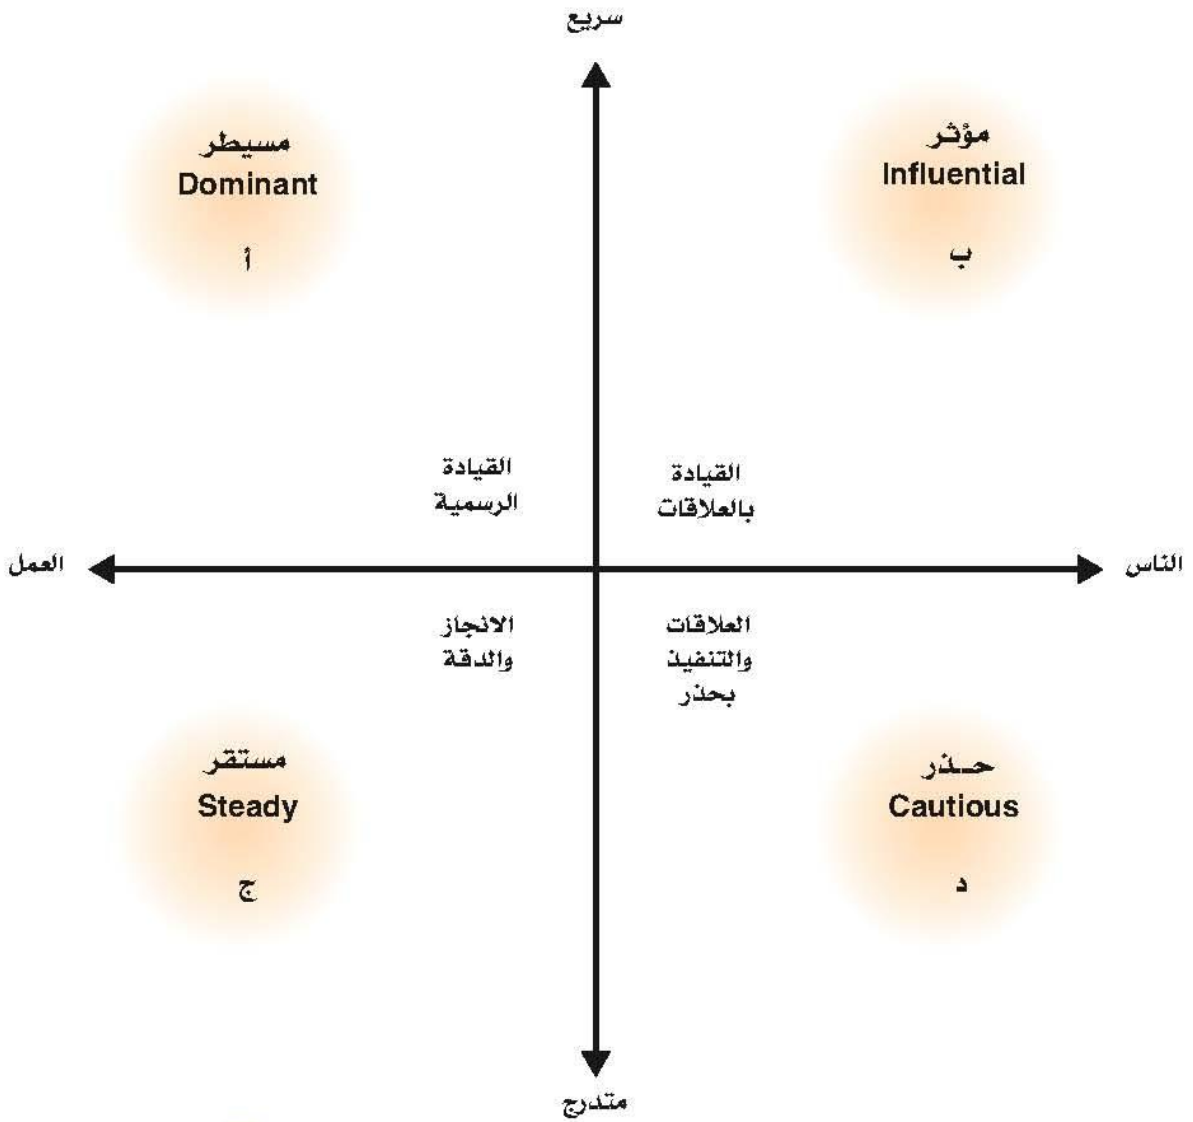 سريع
مؤثر
Influential
ب
مسيطر
Dominant
أ
القيادة
بالعلاقات
القيادة
الرسمية
الناس
العمل
العلاقات
والتنفيذ
بحذر
الانجاز
والدقة
حـذر
Cautious
د
مستقر
Steady
ج
متدرج